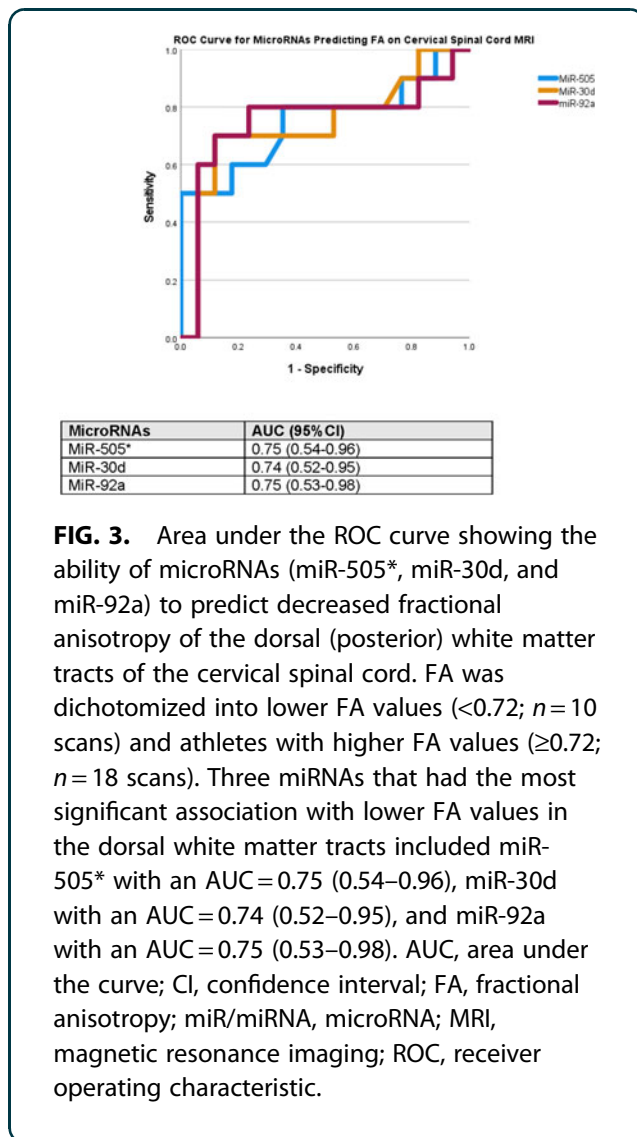 ROC Curve for MicroRNAs Predicting FA on Cervical Spinal Cord MRI
1.0
0.8
0.6
0.4
0.2
0.0
Sensitivity
0.0 0.2 0.4 0.6 0.8 1.0
1 - Specificity
MiR-505
MiR-30d
miR-92a
MicroRNAs AUC (95%CI)
MiR-505* 0.75 (0.54-0.96)
MiR-30d 0.74 (0.52-0.95)
MiR-92a 0.75 (0.53-0.98)
FIG. 3. Area under the ROC curve showing the
ability of microRNAs (miR-505*, miR-30d, and
miR-92a) to predict decreased fractional
anisotropy of the dorsal (posterior) white matter
tracts of the cervical spinal cord. FA was
dichotomized into lower FA values (<0.72; n = 10
scans) and athletes with higher FA values (≥0.72;
n = 18 scans). Three miRNAs that had the most
significant association with lower FA values in
the dorsal white matter tracts included miR-
505* with an AUC = 0.75 (0.54–0.96), miR-30d
with an AUC = 0.74 (0.52–0.95), and miR-92a
with an AUC = 0.75 (0.53–0.98). AUC, area under
the curve; CI, confidence interval; FA, fractional
anisotropy; miR/miRNA, microRNA; MRI,
magnetic resonance imaging; ROC, receiver
operating characteristic.